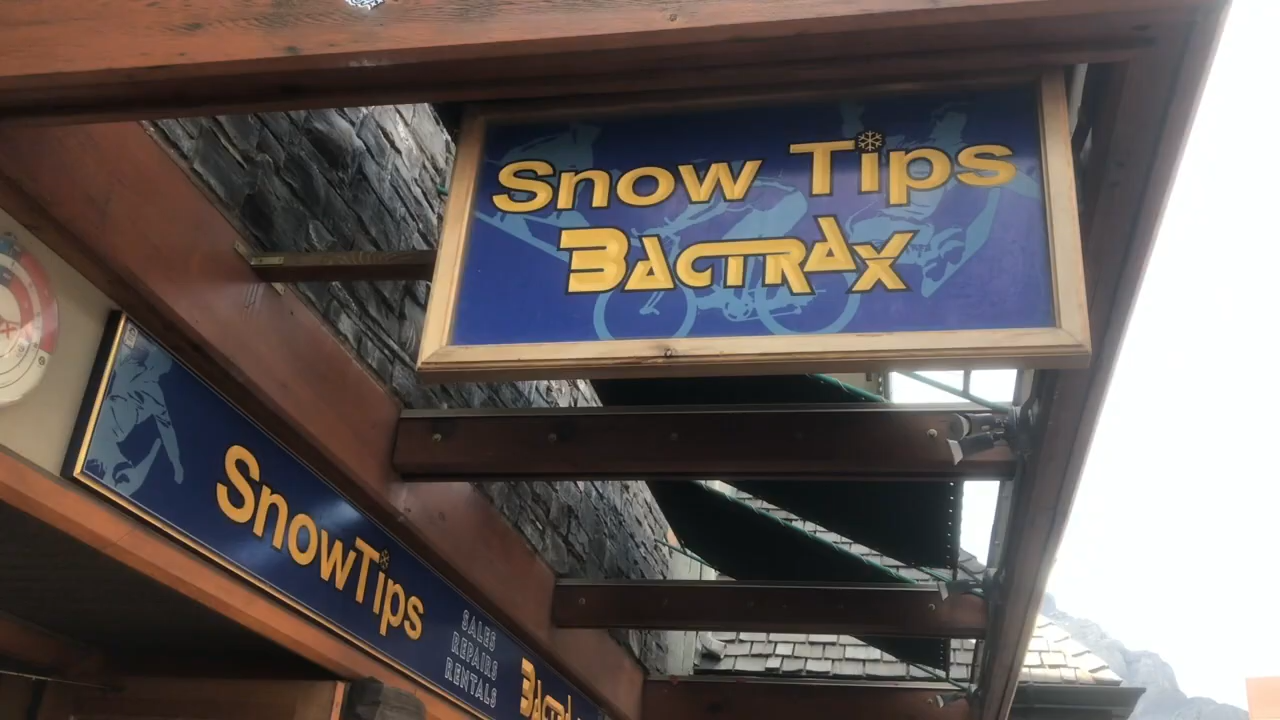 Snow Tips
BACTRAX
SnowTips
SALES
REPAIRS
RENTALS